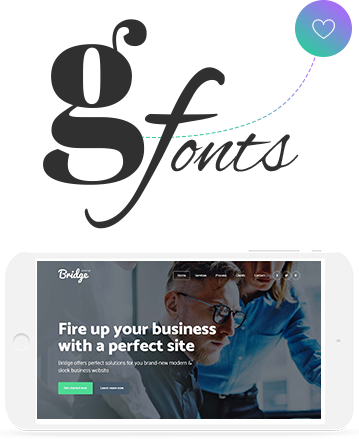 gfonts
Bridge
Home Services Process Clients Contact
Fire up your business
with a perfect site
Bridge offers perfect solutions for you brand-new modern &
sleek business website
Get started now Learn more now